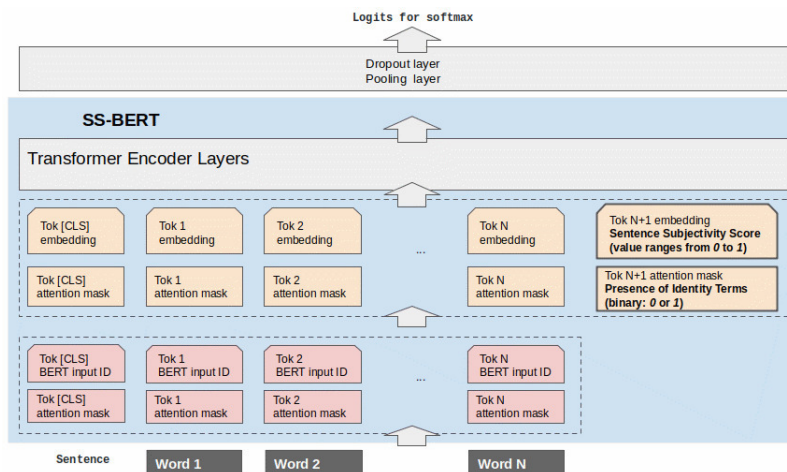 Logits for softmax
Dropout layer
Pooling layer
SS-BERT
Transformer Encoder Layers
Tok [CLS] embedding
Tok 1 embedding
Tok 2 embedding
...
Tok N embedding
Tok N+1 embedding
Sentence Subjectivity Score
(value ranges from 0 to 1)
Tok [CLS] attention mask
Tok 1 attention mask
Tok 2 attention mask
Tok N attention mask
Tok N+1 attention mask
Presence of Identity Terms
(binary: 0 or 1)
Tok [CLS] BERT input ID
Tok 1 BERT input ID
Tok 2 BERT input ID
...
Tok N BERT input ID
Tok [CLS] attention mask
Tok 1 attention mask
Tok 2 attention mask
Tok N attention mask
Sentence
Word 1
Word 2
Word N